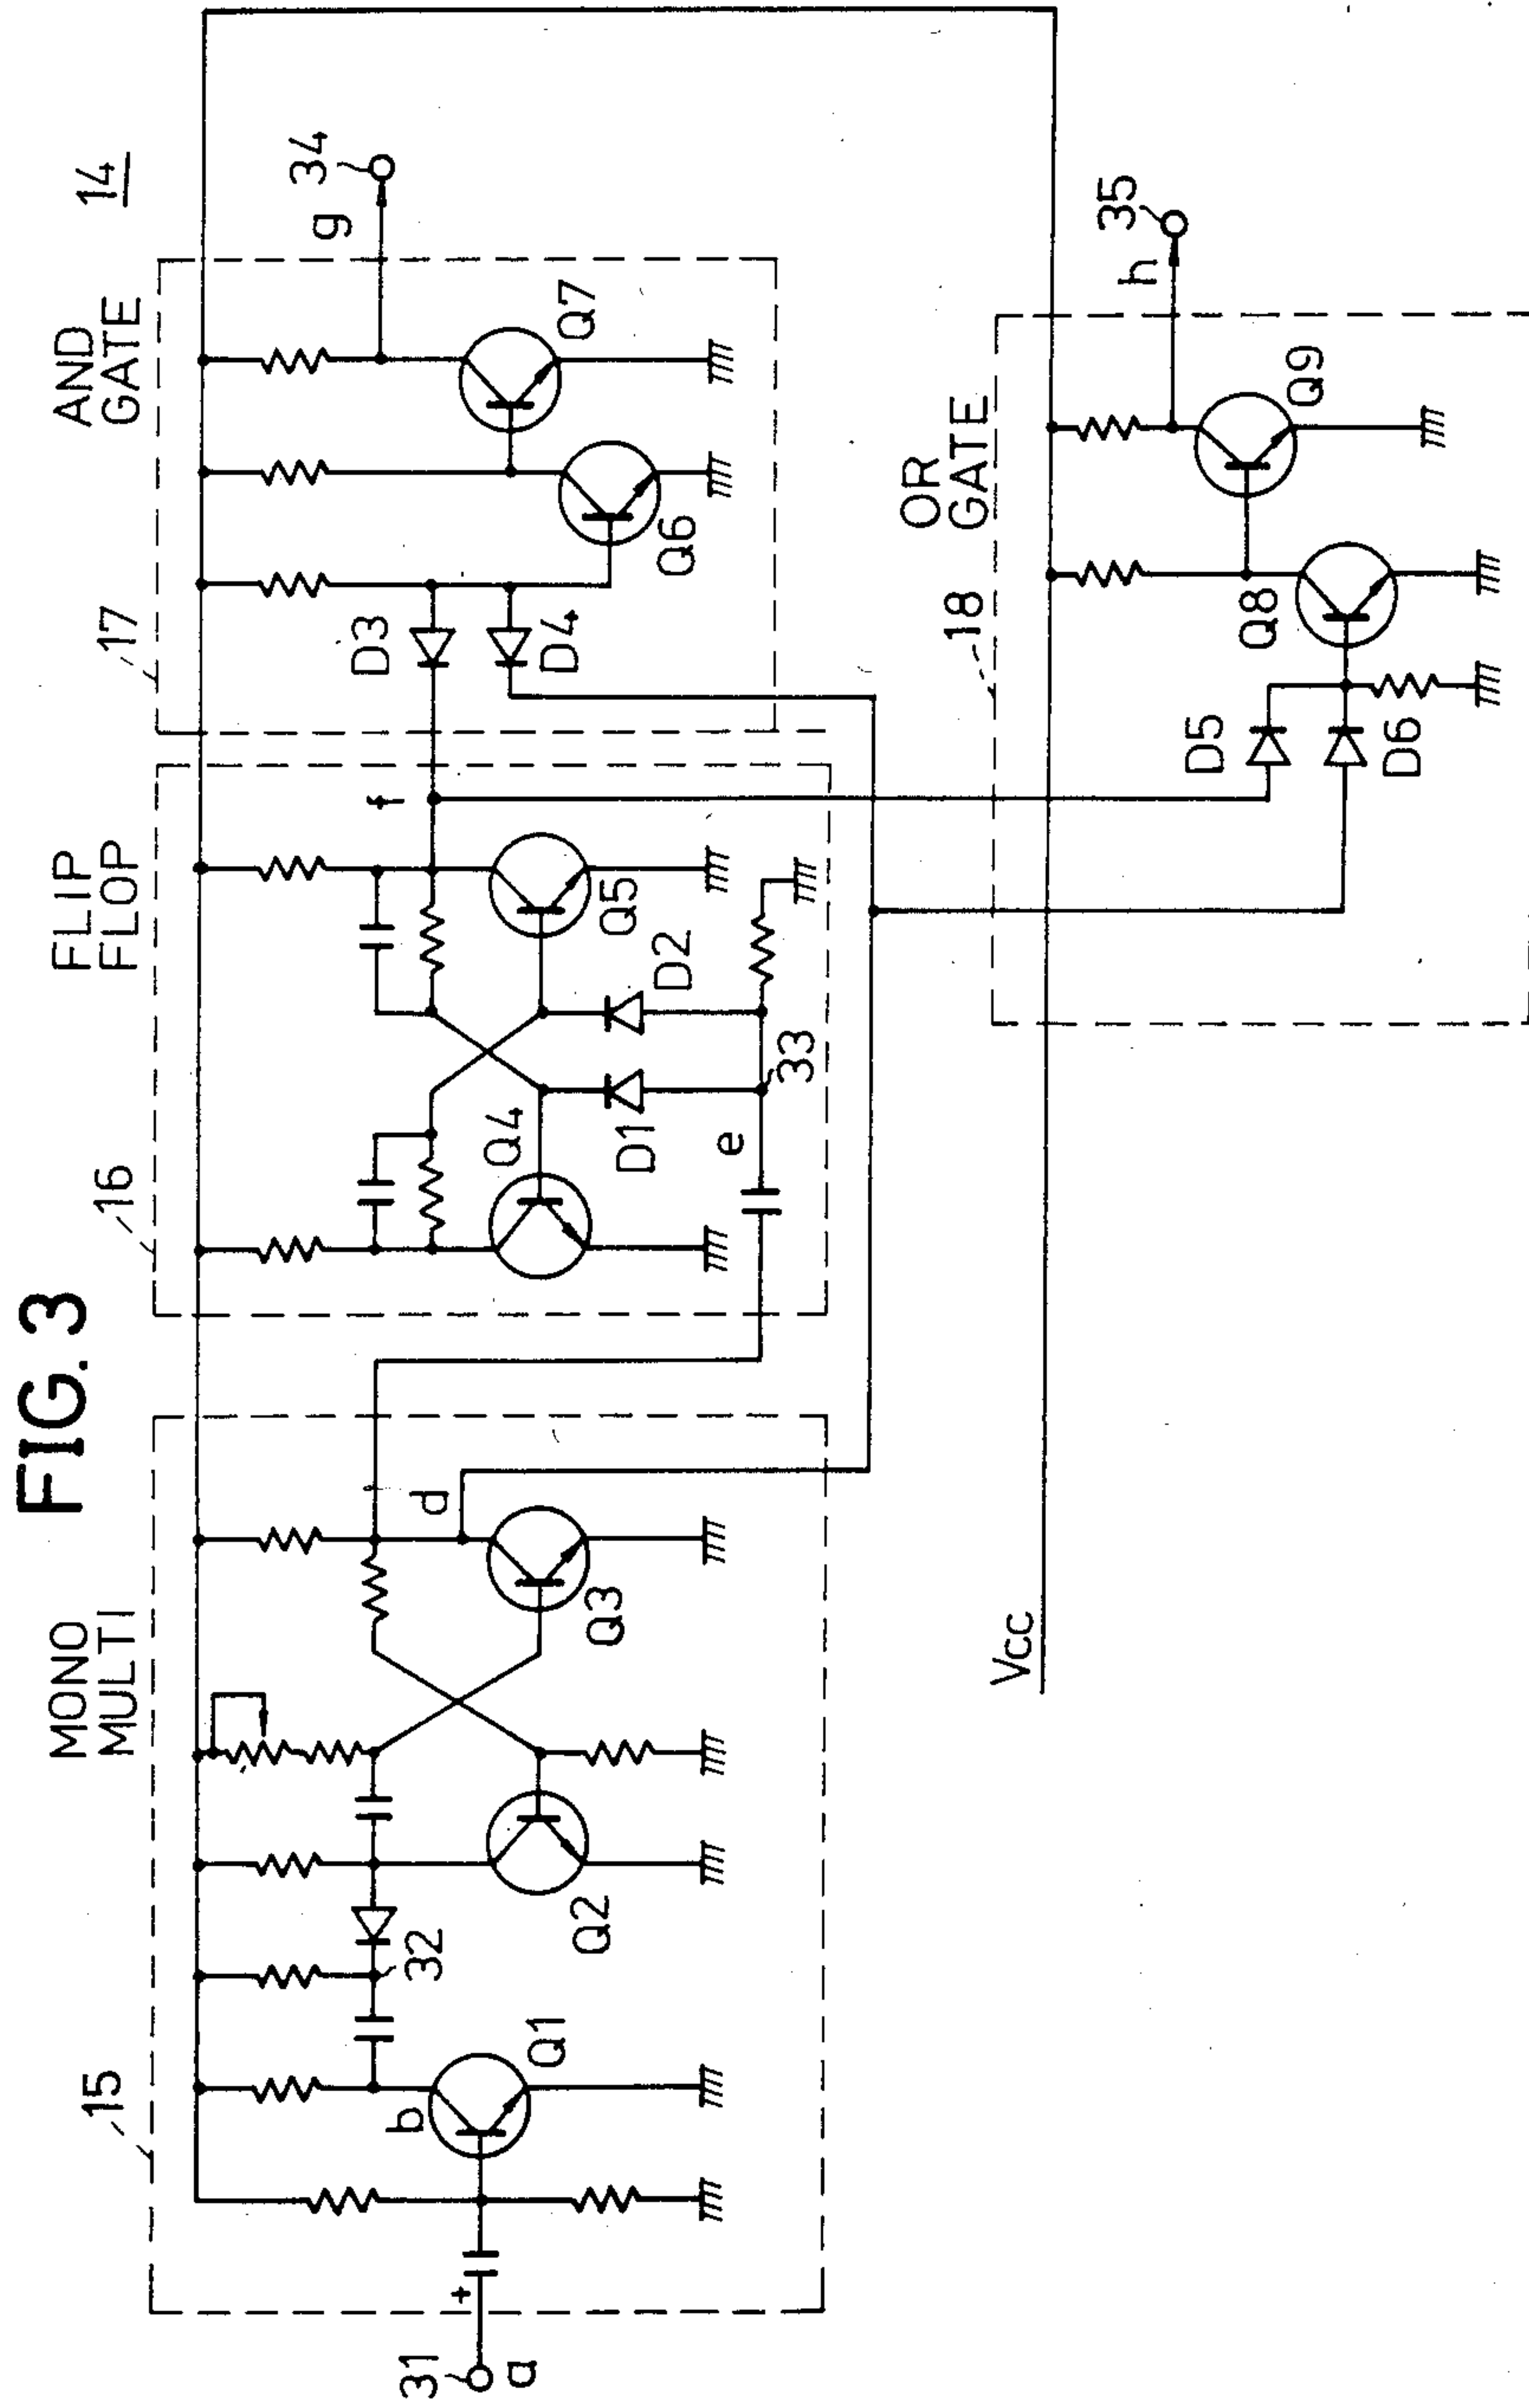 FIG. 3
14
MONO
MULTI
FLIP
FLOP
AND
GATE
15
16
17
31
a
+
b
Q1
32
Q2
Q3
d
Q4
D1
e
33
D2
Q5
f
D3
D4
Q6
Q7
g
34
Vcc
OR
GATE
18
D5
D6
Q8
Q9
h
35